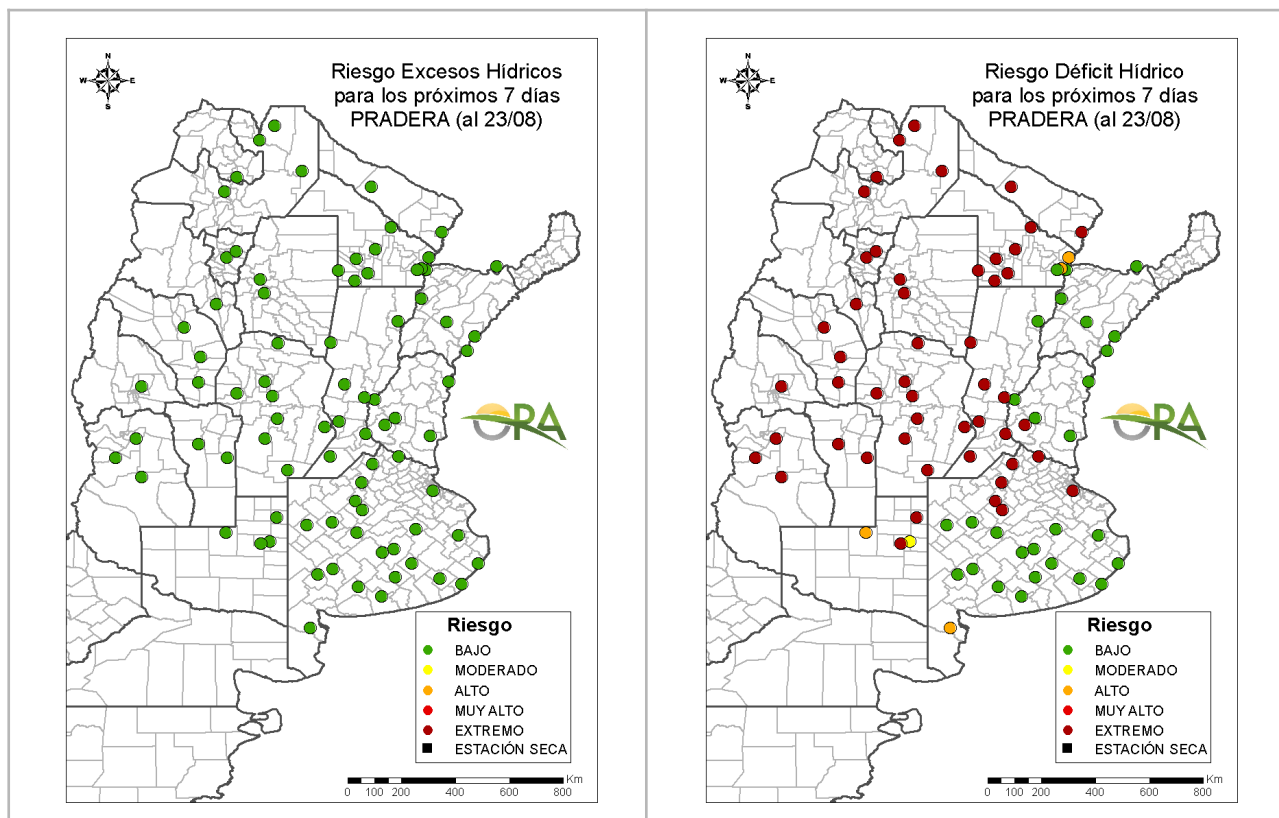 Riesgo Excesos Hídricos
para los próximos 7 días
PRADERA (al 23/08)
N
W
E
S
ORA
Riesgo
BAJO
MODERADO
ALTO
MUY ALTO
EXTREMO
ESTACIÓN SECA
Km
0 100 200 400 600 800
Riesgo Déficit Hídrico
para los próximos 7 días
PRADERA (al 23/08)
N
W
E
S
ORA
Riesgo
BAJO
MODERADO
ALTO
MUY ALTO
EXTREMO
ESTACIÓN SECA
Km
0 100 200 400 600 800